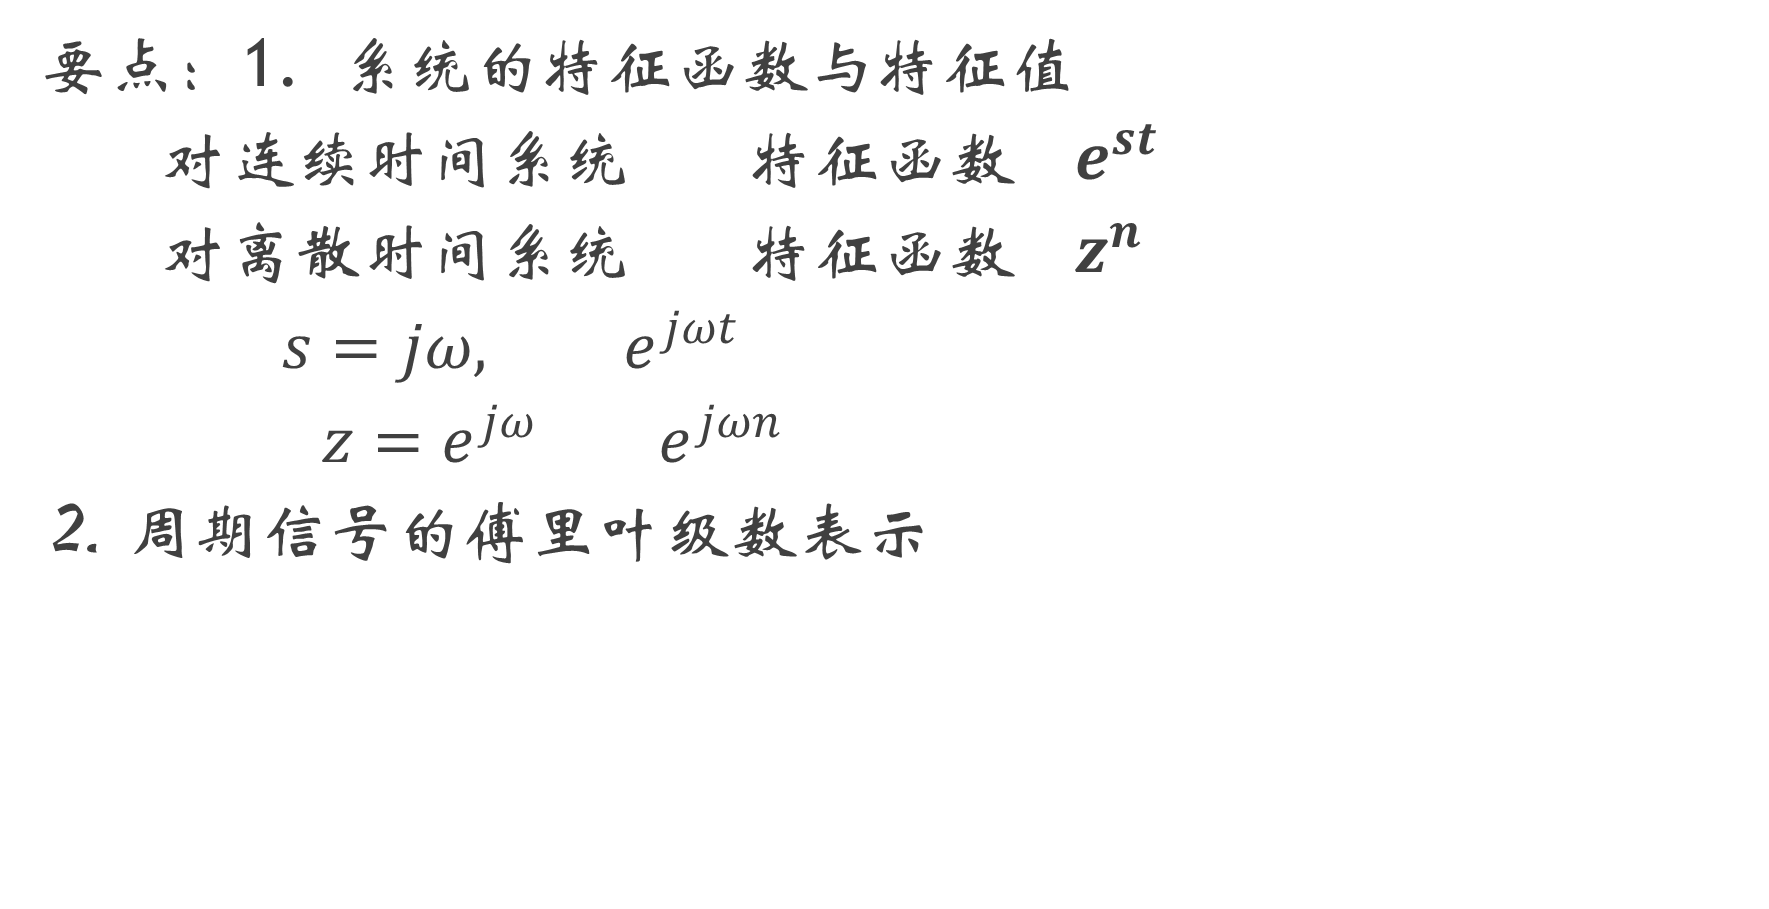 要点：1. 系统的特征函数与特征值
对连续时间系统 特征函数 e^{st}
对离散时间系统 特征函数 z^n
s = jω, e^{jωt}
z = e^{jω} e^{jωn}
2. 周期信号的傅里叶级数表示